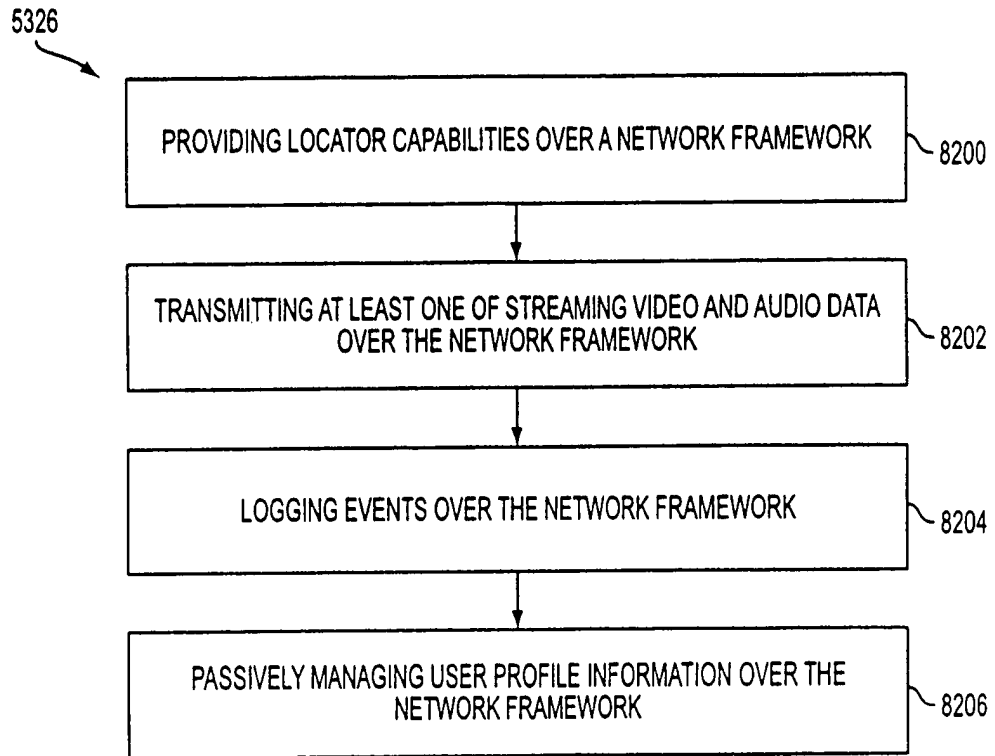 5326
PROVIDING LOCATOR CAPABILITIES OVER A NETWORK FRAMEWORK
8200
TRANSMITTING AT LEAST ONE OF STREAMING VIDEO AND AUDIO DATA
OVER THE NETWORK FRAMEWORK
8202
LOGGING EVENTS OVER THE NETWORK FRAMEWORK
8204
PASSIVELY MANAGING USER PROFILE INFORMATION OVER THE
NETWORK FRAMEWORK
8206